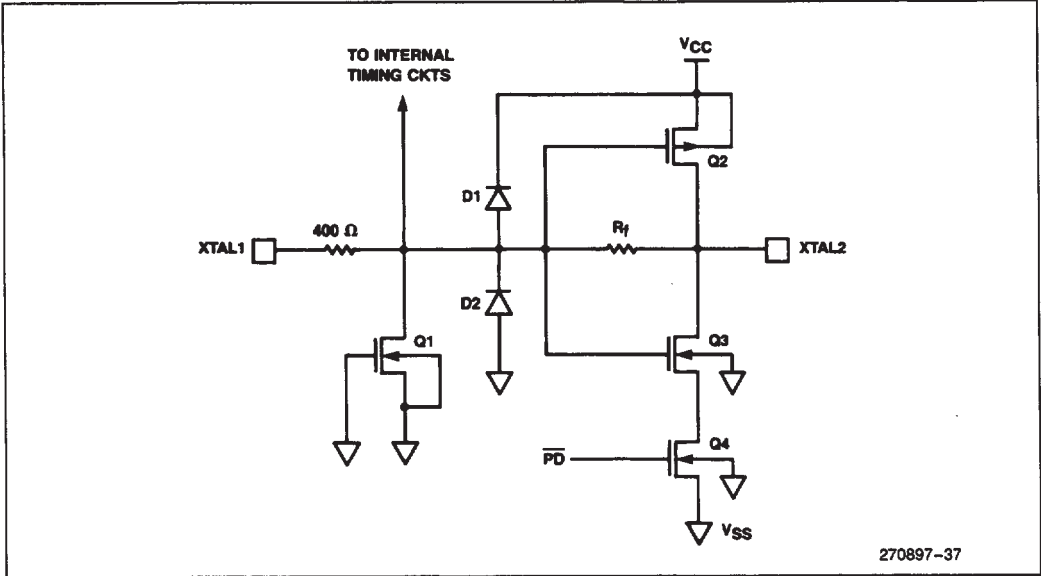 TO INTERNAL
TIMING CKTS
VCC
Q2
D1
400 Ω
Rf
XTAL1
XTAL2
D2
Q1
Q3
Q4
PD
VSS
270897-37